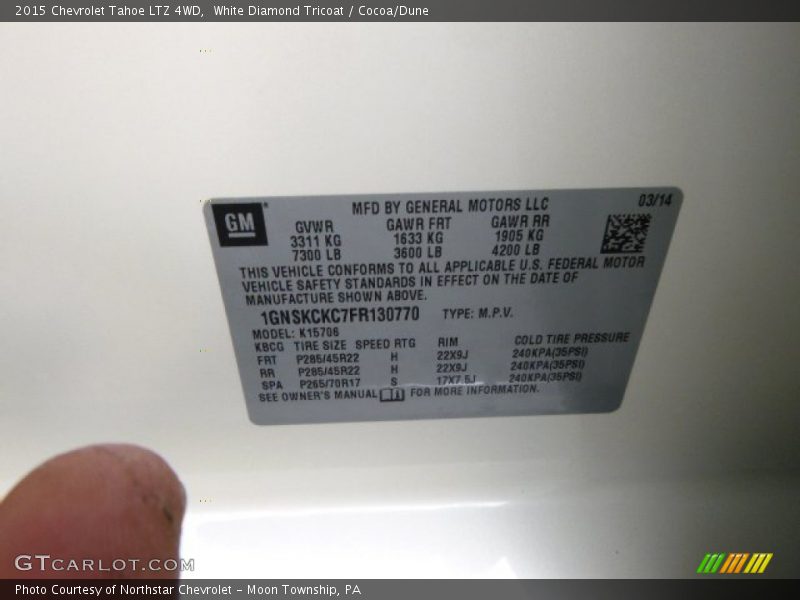 2015 Chevrolet Tahoe LTZ 4WD,  White Diamond Tricoat / Cocoa/Dune
GM
MFD BY GENERAL MOTORS LLC 03/14
GVWR GAWR FRT GAWR RR
3311 KG 1633 KG 1905 KG
7300 LB 3600 LB 4200 LB
THIS VEHICLE CONFORMS TO ALL APPLICABLE U.S. FEDERAL MOTOR
VEHICLE SAFETY STANDARDS IN EFFECT ON THE DATE OF
MANUFACTURE SHOWN ABOVE.
1GNSKCKC7FR130770 TYPE: M.P.V.
MODEL: K15706
KBCG TIRE SIZE SPEED RTG RIM COLD TIRE PRESSURE
FRT P285/45R22 H 22X9J 240KPA(35PSI)
RR P285/45R22 H 22X9J 240KPA(35PSI)
SPA P265/70R17 S 17X7.5J 240KPA(35PSI)
SEE OWNER'S MANUAL FOR MORE INFORMATION.
GTCARLOT.COM
Photo Courtesy of Northstar Chevrolet – Moon Township, PA